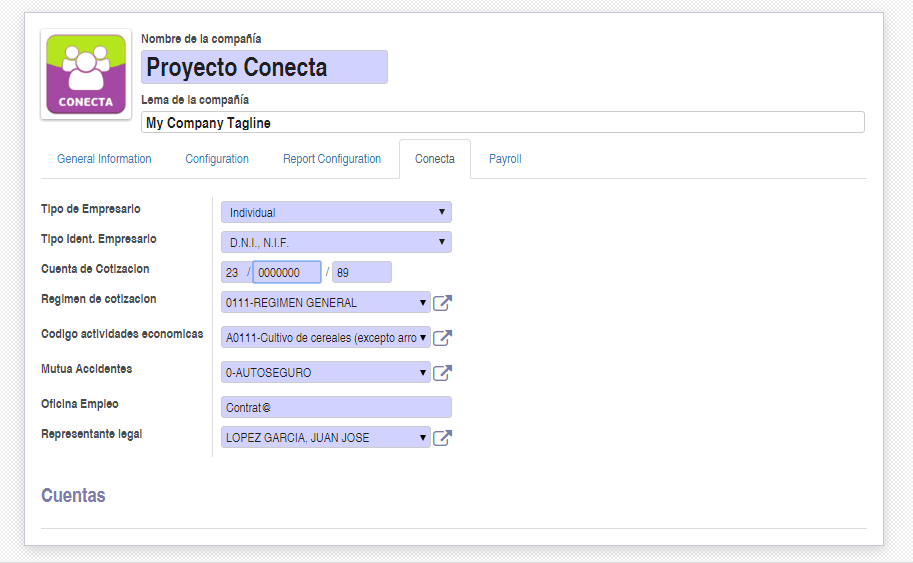 CONECTA
Nombre de la compañía
Proyecto Conecta
Lema de la compañía
My Company Tagline
General Information Configuration Report Configuration Conecta Payroll
Tipo de Empresario Individual
Tipo Ident. Empresario D.N.I., N.I.F.
Cuenta de Cotizacion 23 / 0000000 / 89
Regimen de cotizacion 0111-REGIMEN GENERAL
Codigo actividades economicas A0111-Cultivo de cereales (excepto arro
Mutua Accidentes 0-AUTOSEGURO
Oficina Empleo Contrat@
Representante legal LOPEZ GARCIA, JUAN JOSE
Cuentas